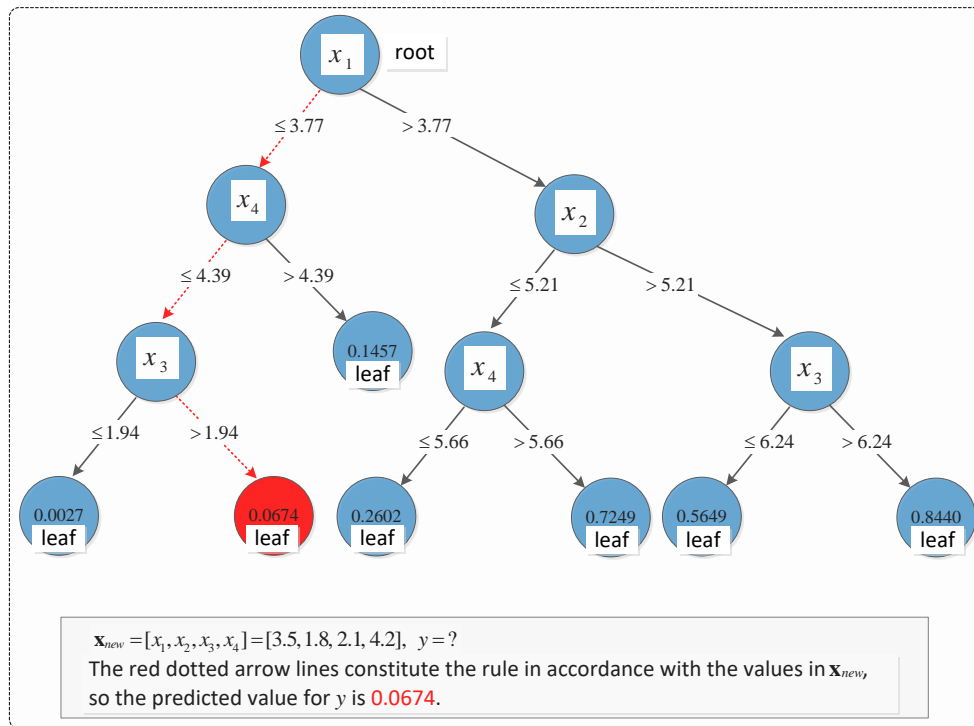 x₁ root
≤ 3.77 > 3.77
x₄ x₂
≤ 4.39 > 4.39 ≤ 5.21 > 5.21
x₃ 0.1457 leaf x₄ x₃
≤1.94 >1.94 ≤5.66 >5.66 ≤ 6.24 > 6.24
0.0027 0.0674 0.2602 0.7249 0.5649 0.8440
leaf leaf leaf leaf leaf leaf
𝐱new =[x₁, x₂, x₃, x₄]=[3.5, 1.8, 2.1, 4.2], y = ?
The red dotted arrow lines constitute the rule in accordance with the values in 𝐱new,
so the predicted value for y is 0.0674.